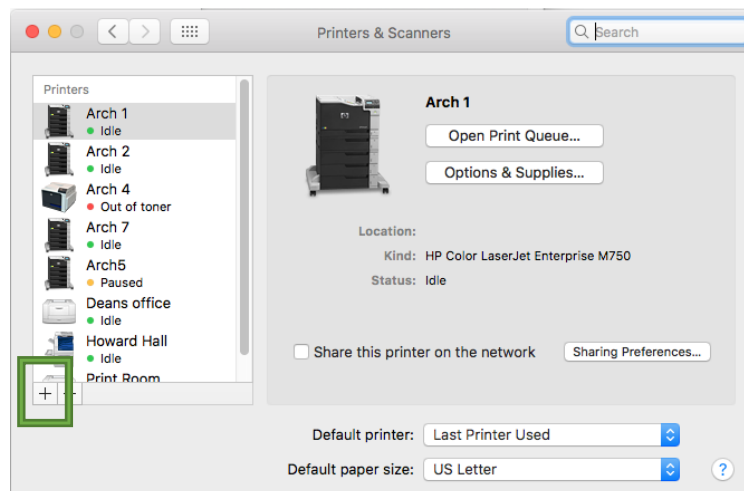 Printers & Scanners
Search
Printers
Arch 1
Idle
Arch 2
Idle
Arch 4
Out of toner
Arch 7
Idle
Arch5
Paused
Deans office
Idle
Howard Hall
Idle
Print Room
+
Arch 1
Open Print Queue...
Options & Supplies...
Location:
Kind: HP Color LaserJet Enterprise M750
Status: Idle
Share this printer on the network
Sharing Preferences...
Default printer: Last Printer Used
Default paper size: US Letter
?